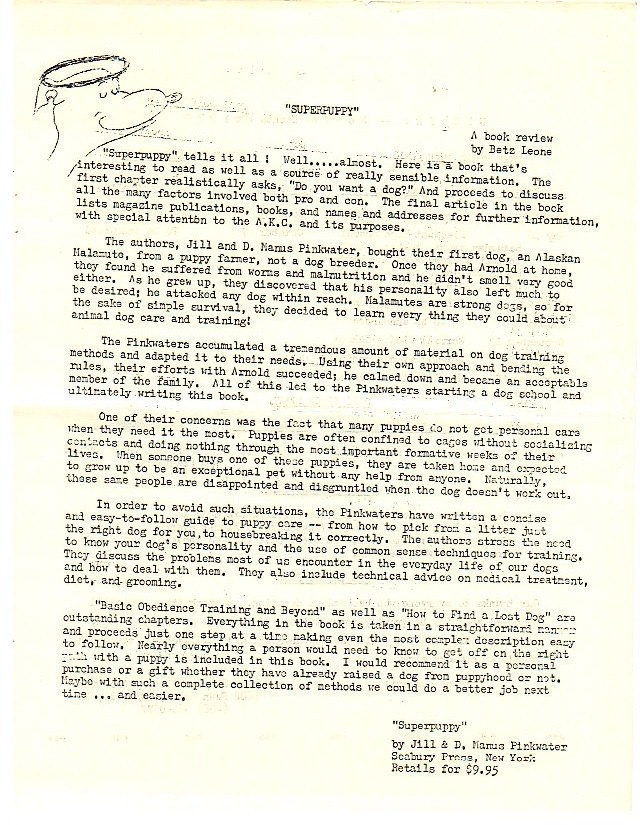 "SUPERPUPPY"
A book review
by Betz Leone
"Superpuppy" tells it all ! Well.....almost. Here is a book that's
interesting to read as well as a source of really sensible information. The
first chapter realistically asks, "Do you want a dog?" And proceeds to discuss
all the many factors involved both pro and con. The final article in the book
lists magazine publications, books, and names and addresses for further information,
with special attentbn to the A.K.C. and its purposes.
The authors, Jill and D. Manus Pinkwater, bought their first dog, an Alaskan
Malamute, from a puppy farmer, not a dog breeder. Once they had Arnold at home,
they found he suffered from worms and malnutrition and he didn't smell very good
either. As he grew up, they discovered that his personality also left much to
be desired; he attacked any dog within reach. Malamutes are strong dogs, so for
the sake of simple survival, they decided to learn every thing they could about
animal dog care and training!
The Pinkwaters accumulated a tremendous amount of material on dog training
methods and adapted it to their needs. Using their own approach and bending the
rules, their efforts with Arnold succeeded; he calmed down and became an acceptable
member of the family. All of this led to the Pinkwaters starting a dog school and
ultimately writing this book.
One of their concerns was the fact that many puppies do not get personal care
when they need it the most. Puppies are often confined to cages without socializing
contacts and doing nothing through the most important formative weeks of their
lives. When someone buys one of these puppies, they are taken home and expected
to grow up to be an exceptional pet without any help from anyone. Naturally,
these same people are disappointed and disgruntled when the dog doesn't work out.
In order to avoid such situations, the Pinkwaters have written a concise
and easy-to-follow guide to puppy care -- from how to pick from a litter just
the right dog for you, to housebreaking it correctly. The authors stress the need
to know your dog's personality and the use of common sense techniques for training.
They discuss the problems most of us encounter in the everyday life of our dogs
and how to deal with them. They also include technical advice on medical treatment,
diet, and grooming.
"Basic Obedience Training and Beyond" as well as "How to Find a Lost Dog" are
outstanding chapters. Everything in the book is taken in a straightforward manner
and proceeds just one step at a time making even the most complex description easy
to follow. Nearly everything a person would need to know to get off on the right
path with a puppy is included in this book. I would recommend it as a personal
purchase or a gift whether they have already raised a dog from puppyhood or not.
Maybe with such a complete collection of methods we could do a better job next
time ... and easier.
"Superpuppy"
by Jill & D. Manus Pinkwater
Seabury Press, New York
Retails for $9.95